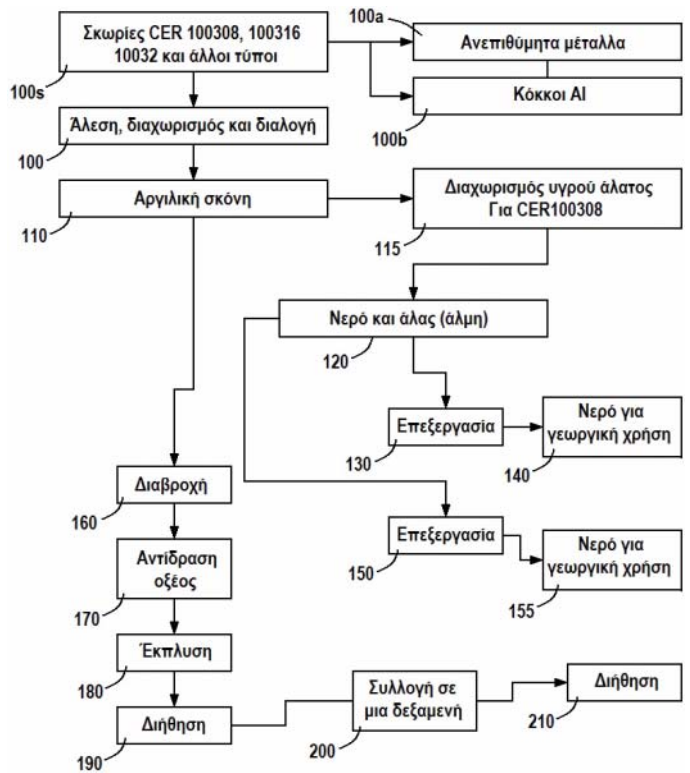 Σκωρίες CER 100308, 100316
10032 και άλλοι τύποι
100s
100a
Ανεπιθύμητα μέταλλα
Κόκκοι Al
100b
Άλεση, διαχωρισμός και διαλογή
100
Αργιλική σκόνη
110
Διαχωρισμός υγρού άλατος
Για CER100308
115
Νερό και άλας (άλμη)
120
Επεξεργασία
130
Νερό για
γεωργική χρήση
140
Διαβροχή
160
Επεξεργασία
150
Νερό για
γεωργική χρήση
155
Αντίδραση
οξέος
170
Έκπλυση
180
Διήθηση
190
Συλλογή σε
μια δεξαμενή
200
Διήθηση
210